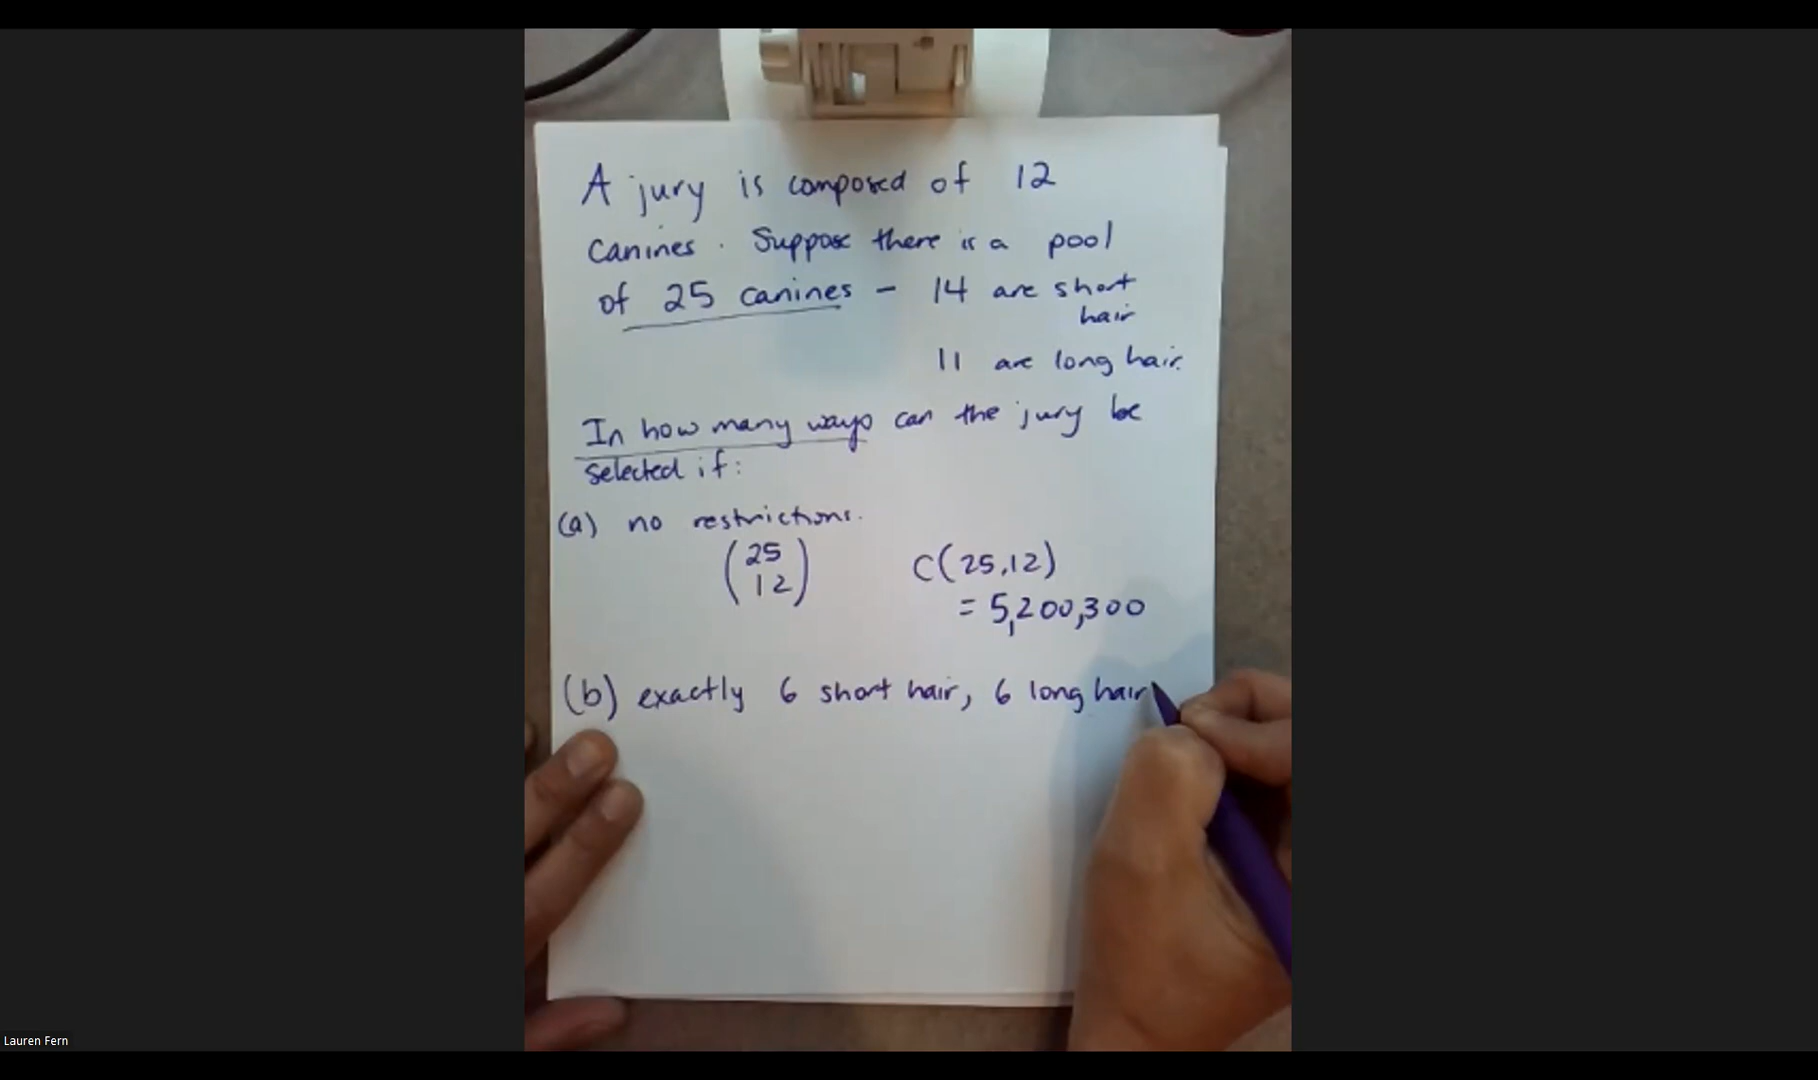 A jury is composed of 12
canines. Suppose there is a pool
of 25 canines - 14 are short
hair
11 are long hair.
In how many ways can the jury be
selected if:
(a) no restrictions.
(25
12)
C(25,12)
= 5,200,300
(b) exactly 6 short hair, 6 long hair
Lauren Fern